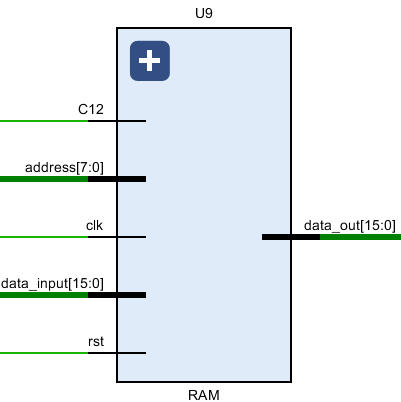 U9
C12
address[7:0]
clk
data_out[15:0]
data_input[15:0]
rst
RAM